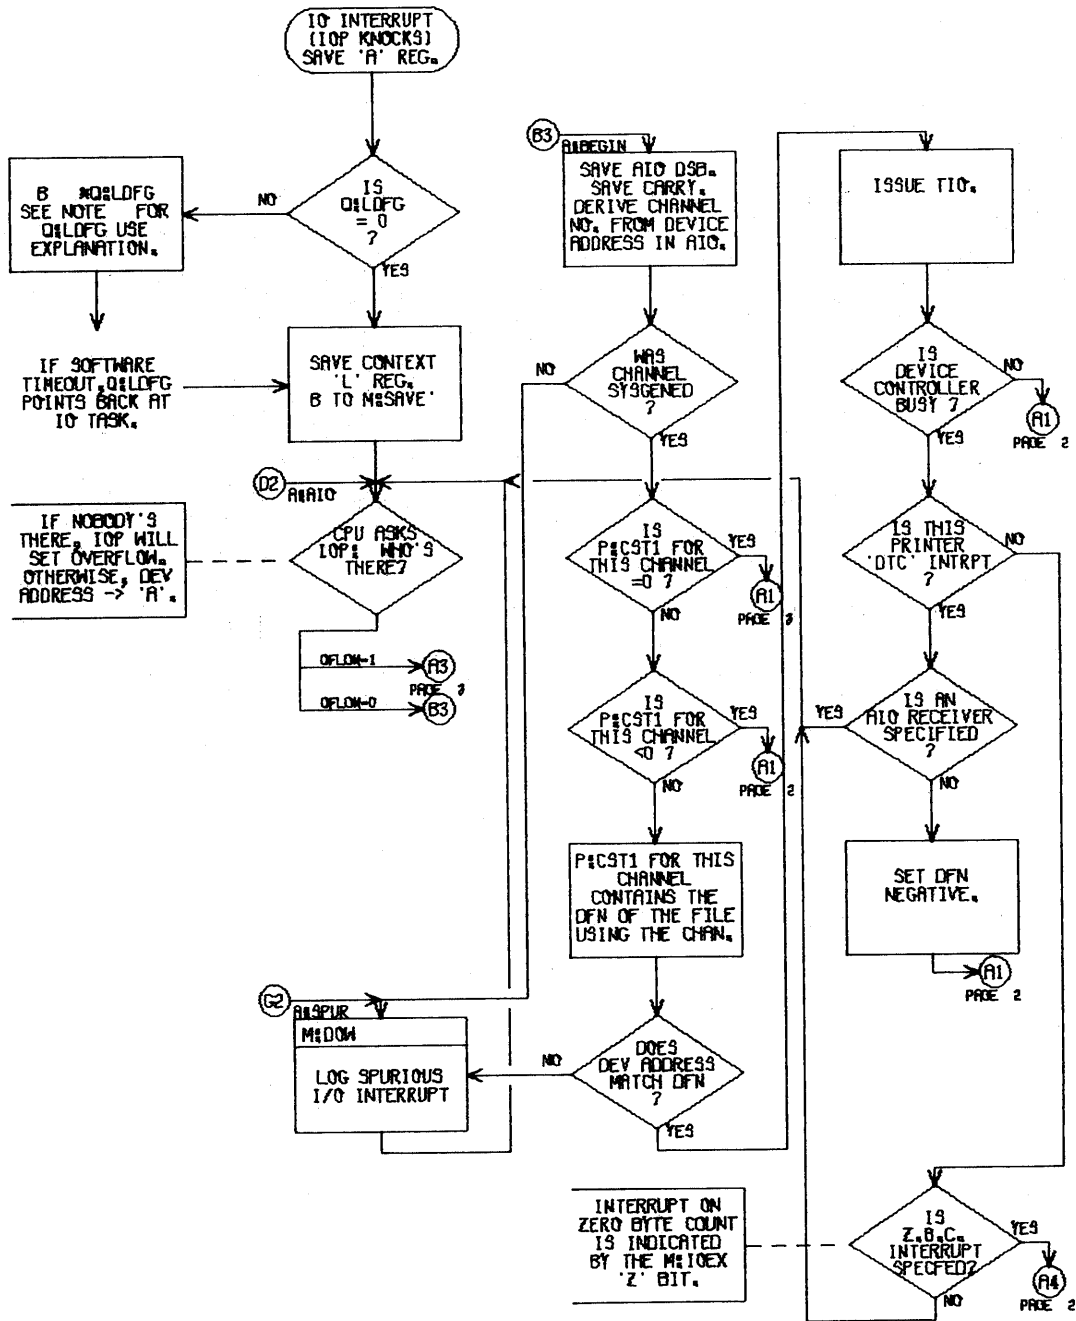 IO INTERRUPT
(IOP KNOCKS)
SAVE 'A' REG.
IS
Q:LDFG
= 0
?
NO
YES
B *Q:LDFG
SEE NOTE FOR
Q:LDFG USE
EXPLANATION.
IF SOFTWARE
TIMEOUT,Q:LDFG
POINTS BACK AT
IO TASK.
SAVE CONTEXT
'L' REG.
B TO M:SAVE'
D2
A:AIO
IF NOBODY'S
THERE, IOP WILL
SET OVERFLOW.
OTHERWISE, DEV
ADDRESS -> 'A'.
CPU ASKS
IOP: WHO'S
THERE?
OFLOW-1
A3
PAGE 3
OFLOW-0
B3
G2
A:SPUR
M:DOW
LOG SPURIOUS
I/O INTERRUPT
B3
A:BEGIN
SAVE AIO DSB.
SAVE CARRY.
DERIVE CHANNEL
NO. FROM DEVICE
ADDRESS IN AIO.
WAS
CHANNEL
SYSGENED
?
NO
YES
IS
P:CST1 FOR
THIS CHANNEL
=0 ?
YES
A1
PAGE 3
NO
IS
P:CST1 FOR
THIS CHANNEL
<0 ?
YES
A1
PAGE 2
NO
P:CST1 FOR THIS
CHANNEL
CONTAINS THE
DFN OF THE FILE
USING THE CHAN.
DOES
DEV ADDRESS
MATCH DFN
?
NO
YES
ISSUE TIO.
IS
DEVICE
CONTROLLER
BUSY ?
NO
A1
PAGE 2
YES
IS THIS
PRINTER
'DTC' INTRPT
?
NO
YES
IS AN
AIO RECEIVER
SPECIFIED
?
YES
NO
SET DFN
NEGATIVE.
A1
PAGE 2
INTERRUPT ON
ZERO BYTE COUNT
IS INDICATED
BY THE M:IOEX
'Z' BIT.
IS
Z.B.C.
INTERRUPT
SPECFED?
YES
A4
PAGE 2
NO